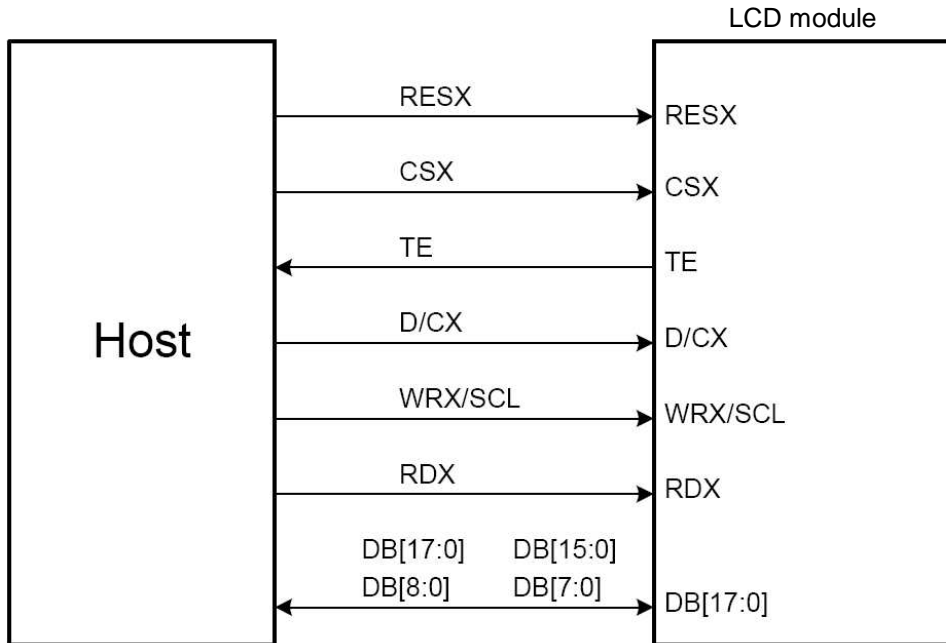 LCD module
RESX
RESX
CSX
CSX
TE
TE
Host
D/CX
D/CX
WRX/SCL
WRX/SCL
RDX
RDX
DB[17:0] DB[15:0]
DB[8:0] DB[7:0]
DB[17:0]